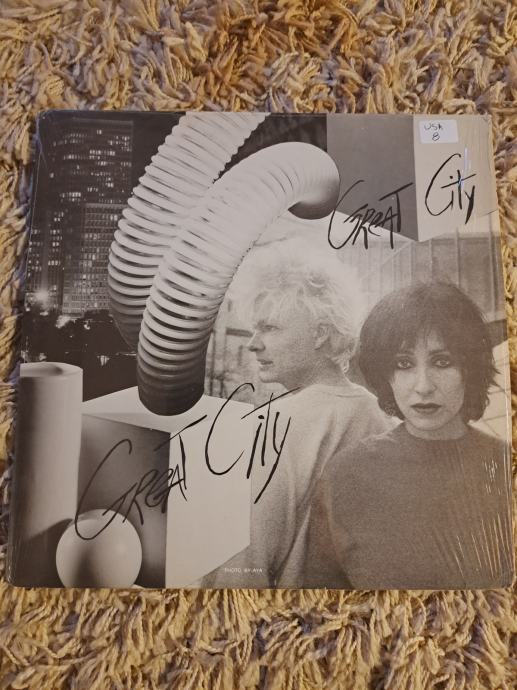 USA
8
GREAT City
GREAT City
PHOTO BY AYA